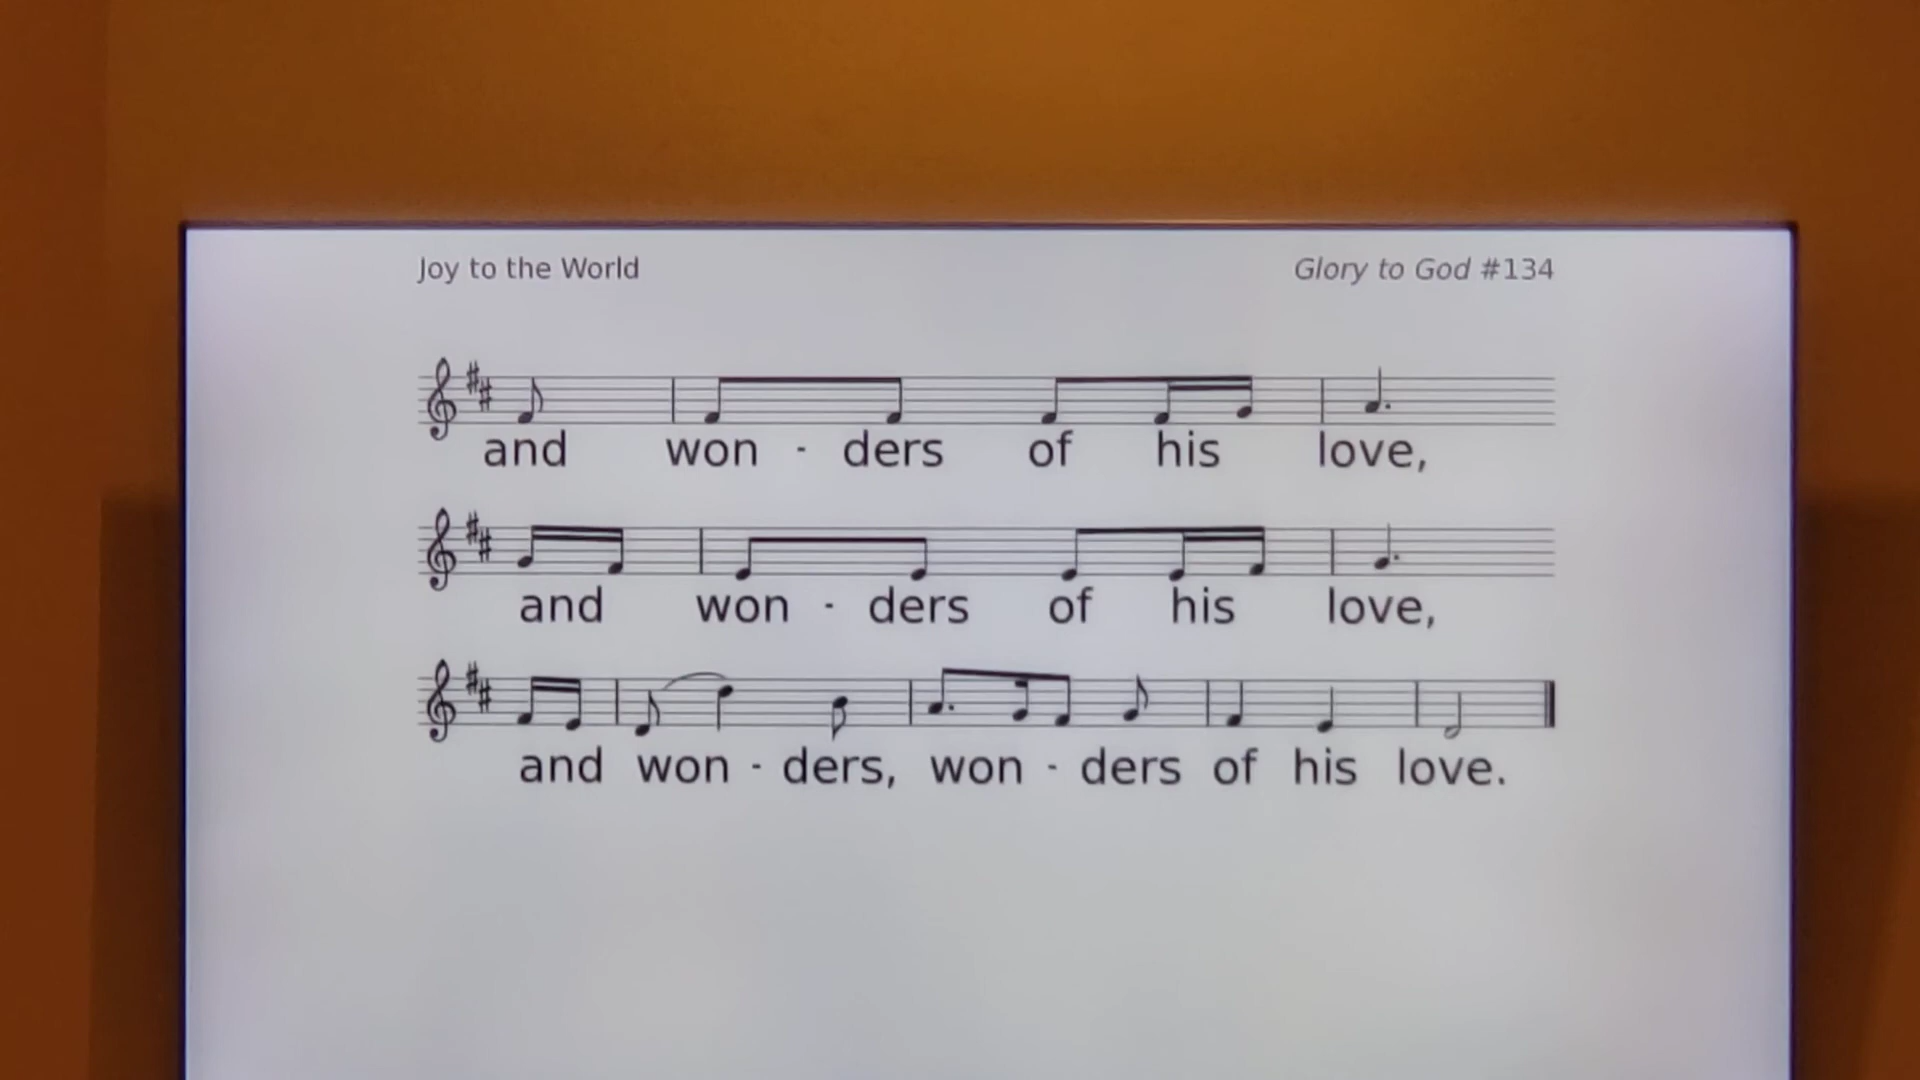 Joy to the World
Glory to God #134
and won - ders of his love,
and won - ders of his love,
and won - ders, won - ders of his love.